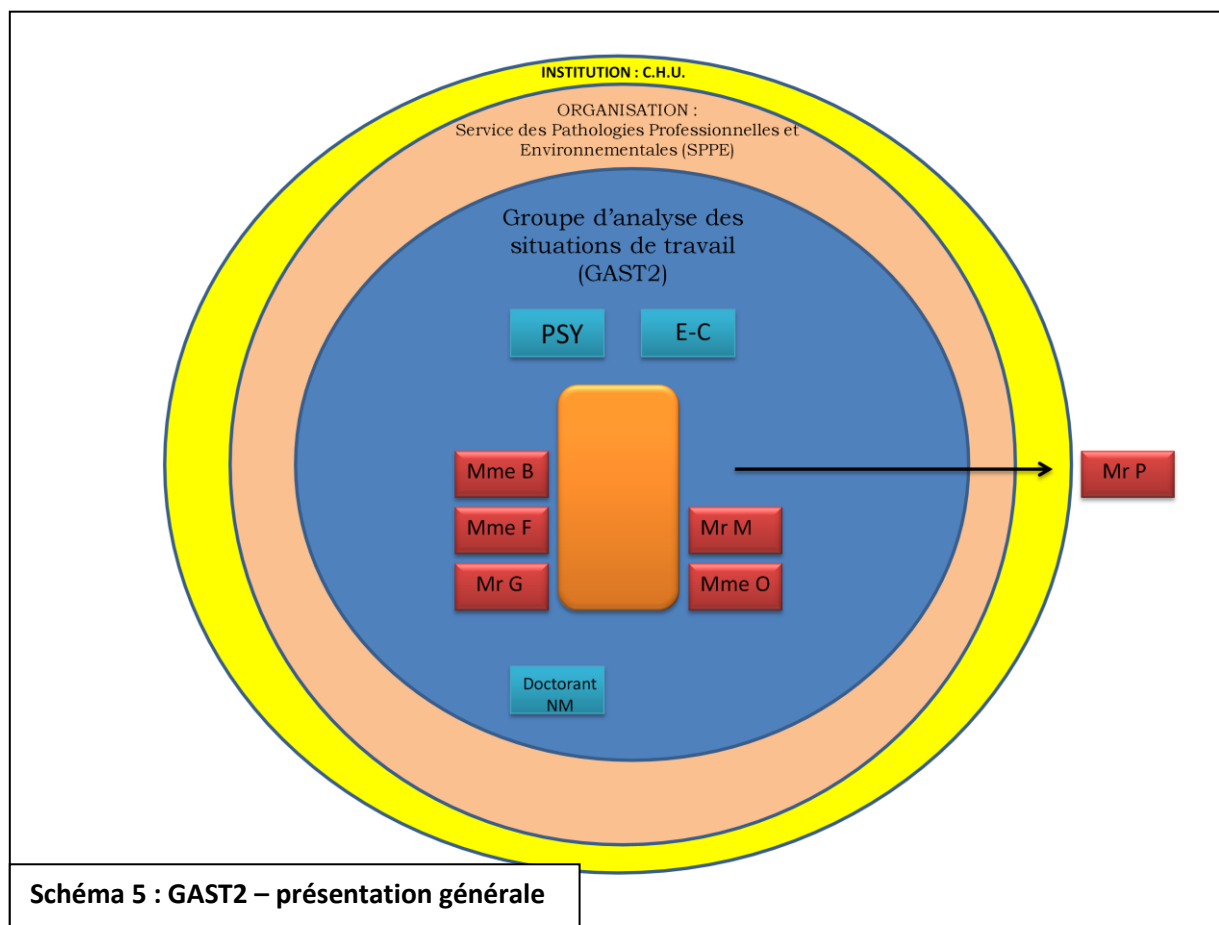 INSTITUTION : C.H.U.
ORGANISATION :
Service des Pathologies Professionnelles et
Environnementales (SPPE)
Groupe d'analyse des
situations de travail
(GAST2)
PSY
E-C
Mme B
Mr P
Mme F
Mr M
Mr G
Mme O
Doctorant
NM
Schéma 5 : GAST2 – présentation générale